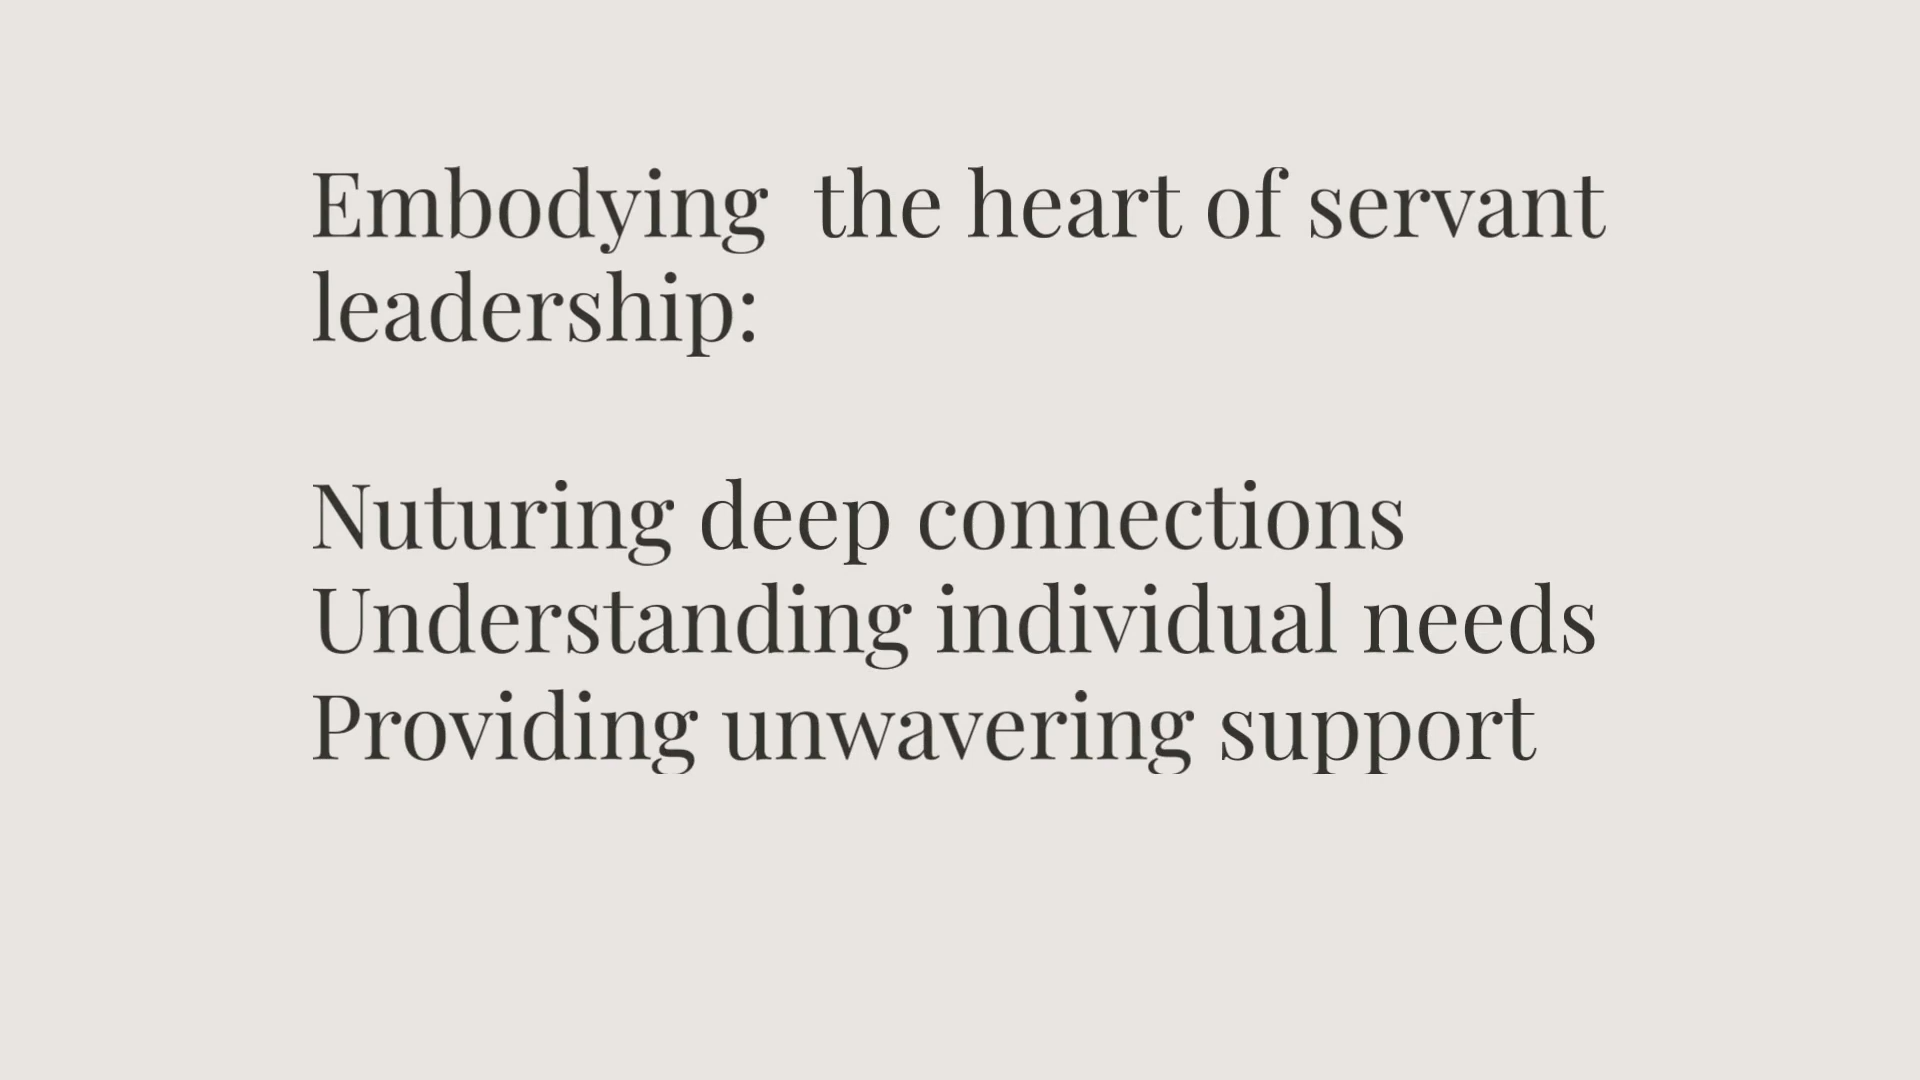 Embodying  the heart of servant
leadership:
Nuturing deep connections
Understanding individual needs
Providing unwavering support